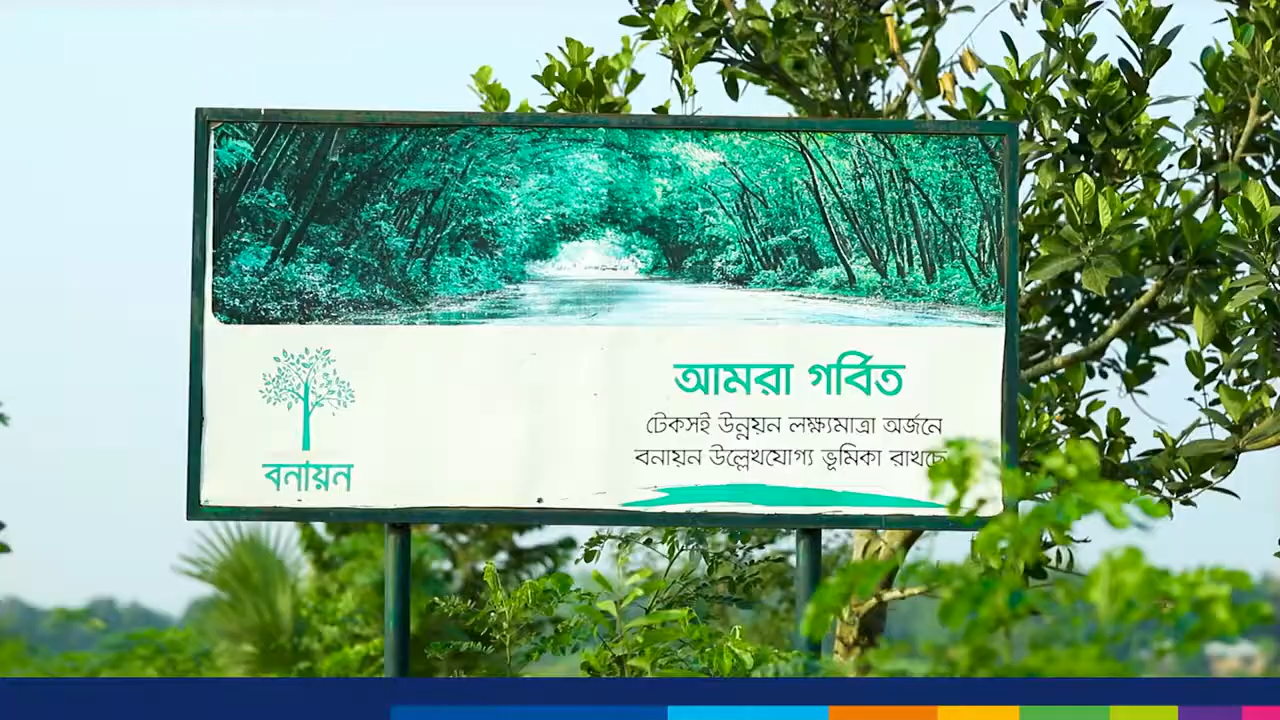 আমরা গর্বিত
টেকসই উন্নয়ন লক্ষ্যমাত্রা অর্জনে
বনায়ন উল্লেখযোগ্য ভূমিকা রাখছে
বনায়ন